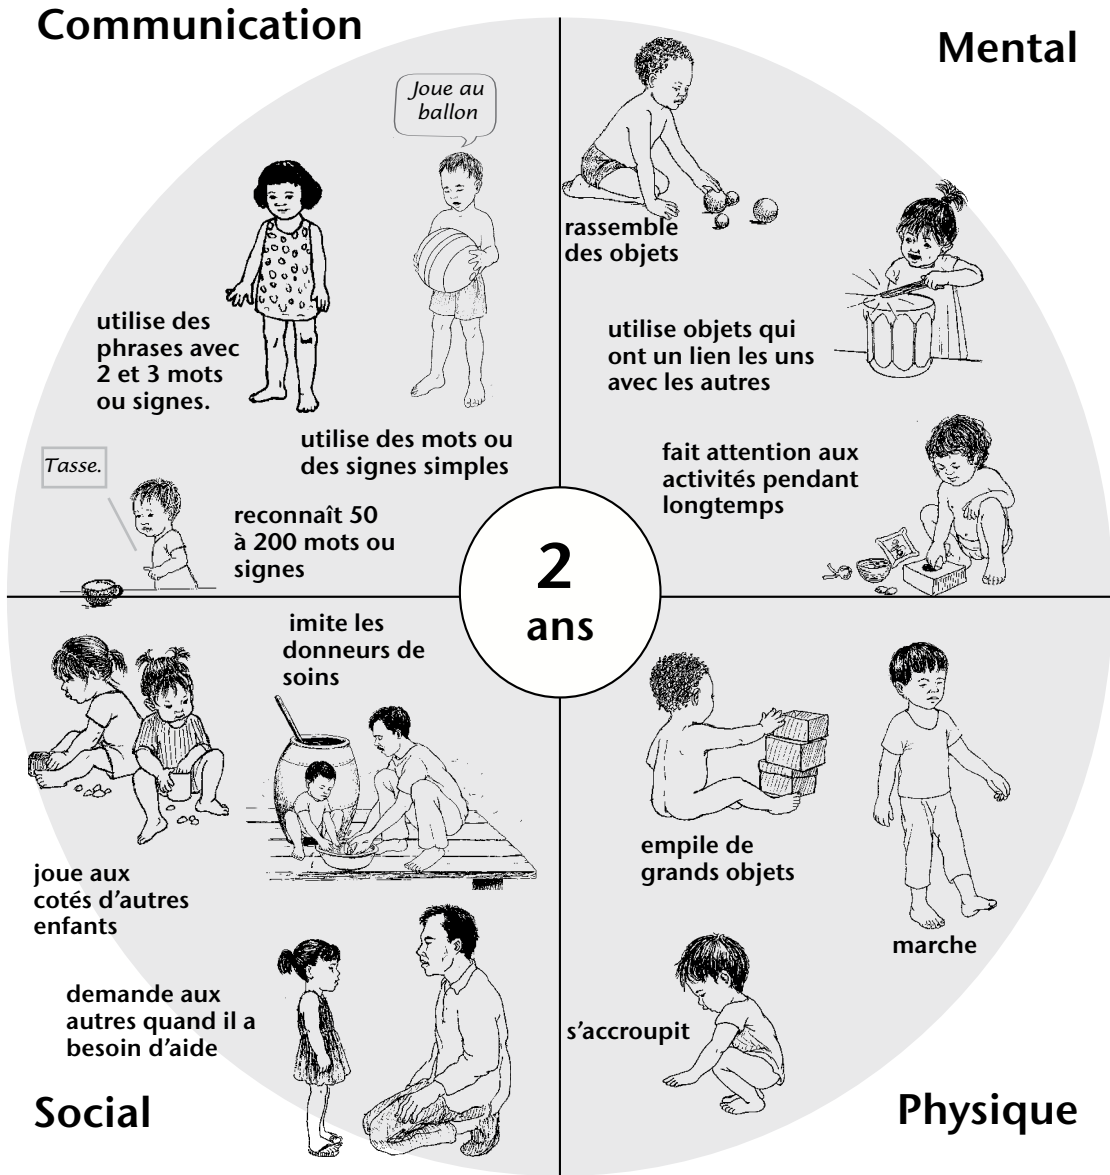 Communication
Joue au
ballon
utilise des
phrases avec
2 et 3 mots
ou signes.
utilise des mots ou
des signes simples
Tasse.
reconnaît 50
à 200 mots ou
signes
Mental
rassemble
des objets
utilise objets qui
ont un lien les uns
avec les autres
fait attention aux
activités pendant
longtemps
2
ans
imite les
donneurs de
soins
joue aux
cotés d’autres
enfants
demande aux
autres quand il a
besoin d’aide
Social
empile de
grands objets
marche
s’accroupit
Physique